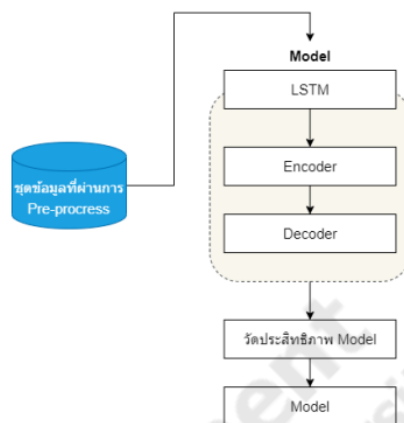 Model
LSTM
ชุดข้อมูลที่ผ่านการ
Pre-procress
Encoder
Decoder
วัดประสิทธิภาพ Model
Model